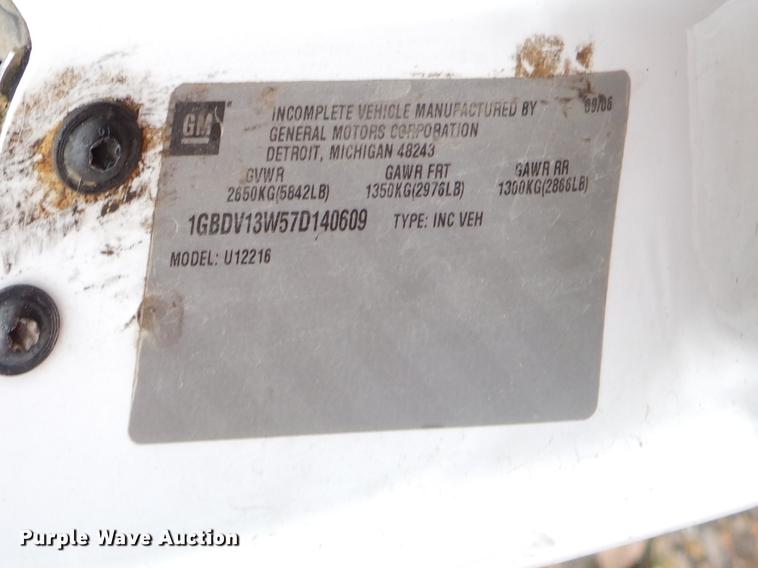 GM
INCOMPLETE VEHICLE MANUFACTURED BY 09/06
GENERAL MOTORS CORPORATION
DETROIT, MICHIGAN 48243
GVWR GAWR FRT GAWR RR
2650KG(5842LB) 1350KG(2976LB) 1300KG(2866LB)
1GBDV13W57D140609 TYPE: INC VEH
MODEL: U12216
Purple Wave Auction